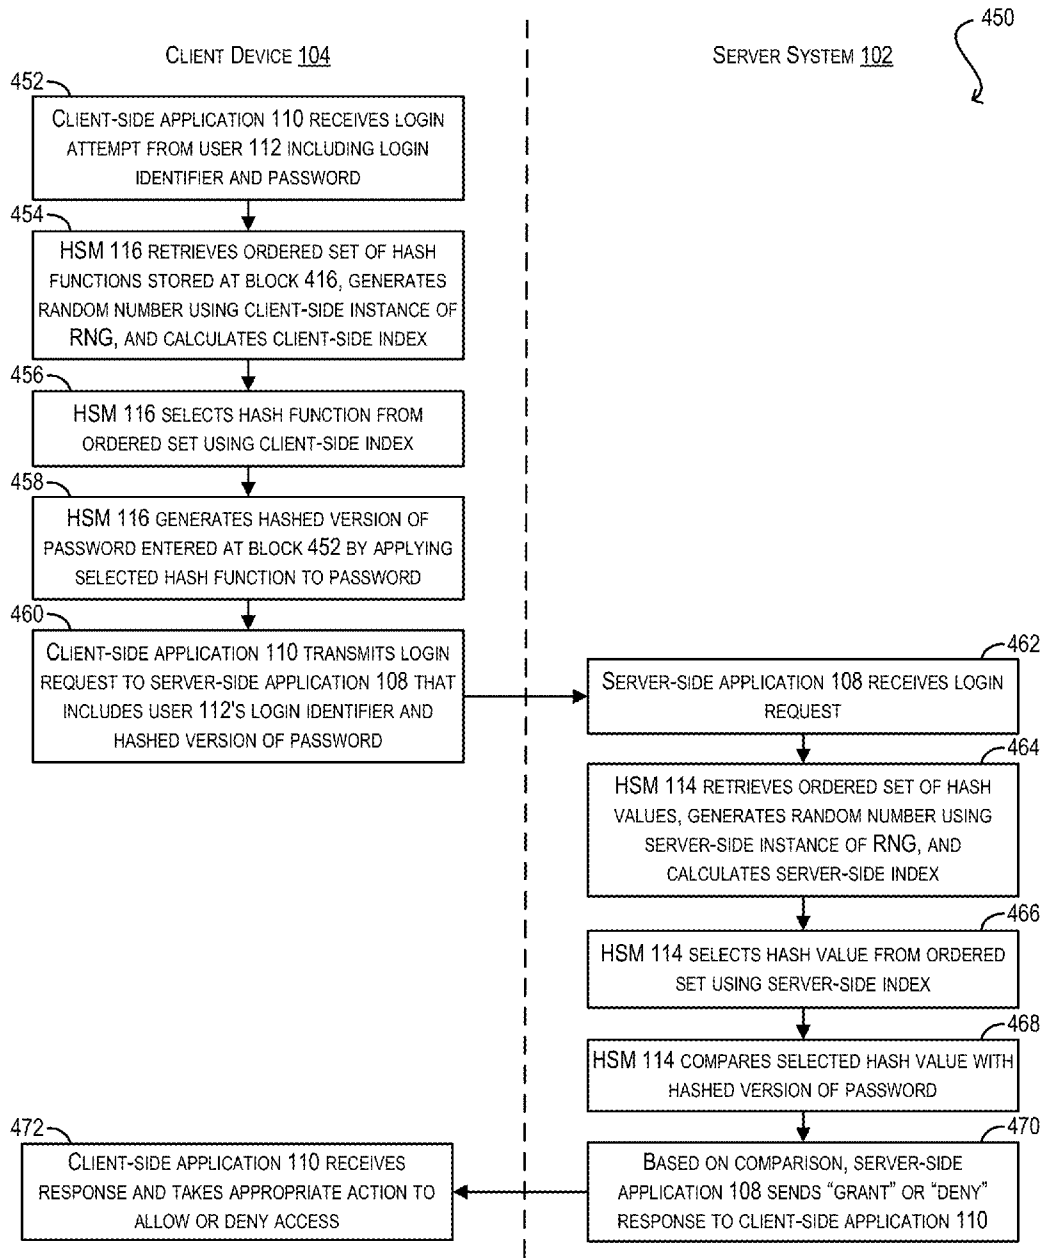 450
CLIENT DEVICE 104
SERVER SYSTEM 102
452
CLIENT-SIDE APPLICATION 110 RECEIVES LOGIN
ATTEMPT FROM USER 112 INCLUDING LOGIN
IDENTIFIER AND PASSWORD
454
HSM 116 RETRIEVES ORDERED SET OF HASH
FUNCTIONS STORED AT BLOCK 416, GENERATES
RANDOM NUMBER USING CLIENT-SIDE INSTANCE OF
RNG, AND CALCULATES CLIENT-SIDE INDEX
456
HSM 116 SELECTS HASH FUNCTION FROM
ORDERED SET USING CLIENT-SIDE INDEX
458
HSM 116 GENERATES HASHED VERSION OF
PASSWORD ENTERED AT BLOCK 452 BY APPLYING
SELECTED HASH FUNCTION TO PASSWORD
460
CLIENT-SIDE APPLICATION 110 TRANSMITS LOGIN
REQUEST TO SERVER-SIDE APPLICATION 108 THAT
INCLUDES USER 112'S LOGIN IDENTIFIER AND
HASHED VERSION OF PASSWORD
462
SERVER-SIDE APPLICATION 108 RECEIVES LOGIN
REQUEST
464
HSM 114 RETRIEVES ORDERED SET OF HASH
VALUES, GENERATES RANDOM NUMBER USING
SERVER-SIDE INSTANCE OF RNG, AND
CALCULATES SERVER-SIDE INDEX
466
HSM 114 SELECTS HASH VALUE FROM ORDERED
SET USING SERVER-SIDE INDEX
468
HSM 114 COMPARES SELECTED HASH VALUE WITH
HASHED VERSION OF PASSWORD
470
BASED ON COMPARISON, SERVER-SIDE
APPLICATION 108 SENDS “GRANT” OR “DENY”
RESPONSE TO CLIENT-SIDE APPLICATION 110
472
CLIENT-SIDE APPLICATION 110 RECEIVES
RESPONSE AND TAKES APPROPRIATE ACTION TO
ALLOW OR DENY ACCESS